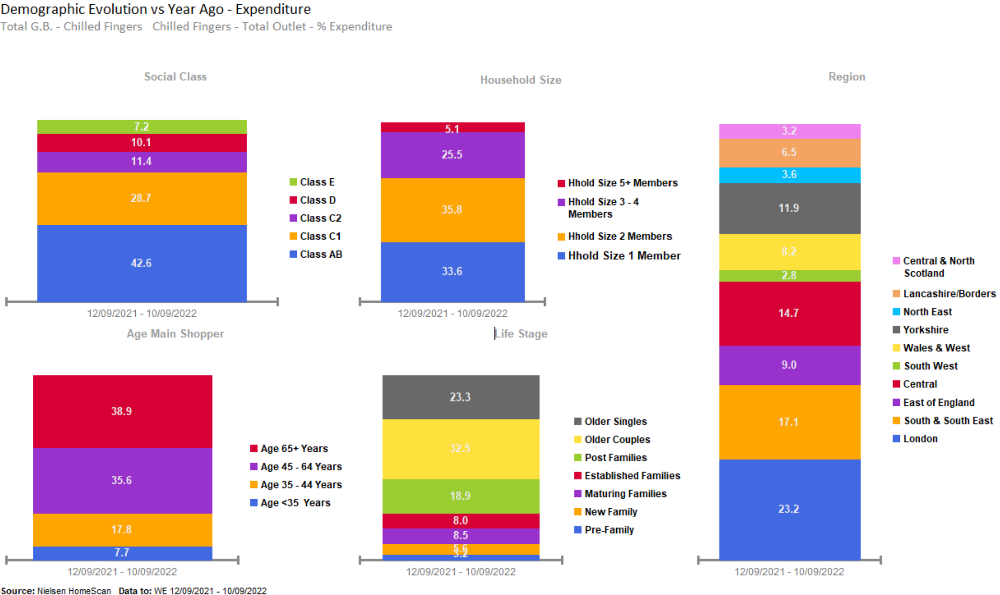 Demographic Evolution vs Year Ago - Expenditure
Total G.B. - Chilled Fingers   Chilled Fingers - Total Outlet - % Expenditure
Social Class
7.2
10.1
11.4
28.7
42.6
Class E
Class D
Class C2
Class C1
Class AB
12/09/2021 - 10/09/2022
Household Size
5.1
25.5
35.8
33.6
Hhold Size 5+ Members
Hhold Size 3 - 4
Members
Hhold Size 2 Members
Hhold Size 1 Member
12/09/2021 - 10/09/2022
Region
3.2
6.5
3.6
11.9
8.2
2.8
14.7
9.0
17.1
23.2
Central & North
Scotland
Lancashire/Borders
North East
Yorkshire
Wales & West
South West
Central
East of England
South & South East
London
12/09/2021 - 10/09/2022
Age Main Shopper
38.9
35.6
17.8
7.7
Age 65+ Years
Age 45 - 64 Years
Age 35 - 44 Years
Age <35  Years
12/09/2021 - 10/09/2022
Life Stage
23.3
32.5
18.9
8.0
8.5
5.6
3.2
Older Singles
Older Couples
Post Families
Established Families
Maturing Families
New Family
Pre-Family
12/09/2021 - 10/09/2022
Source: Nielsen HomeScan   Data to: WE 12/09/2021 - 10/09/2022